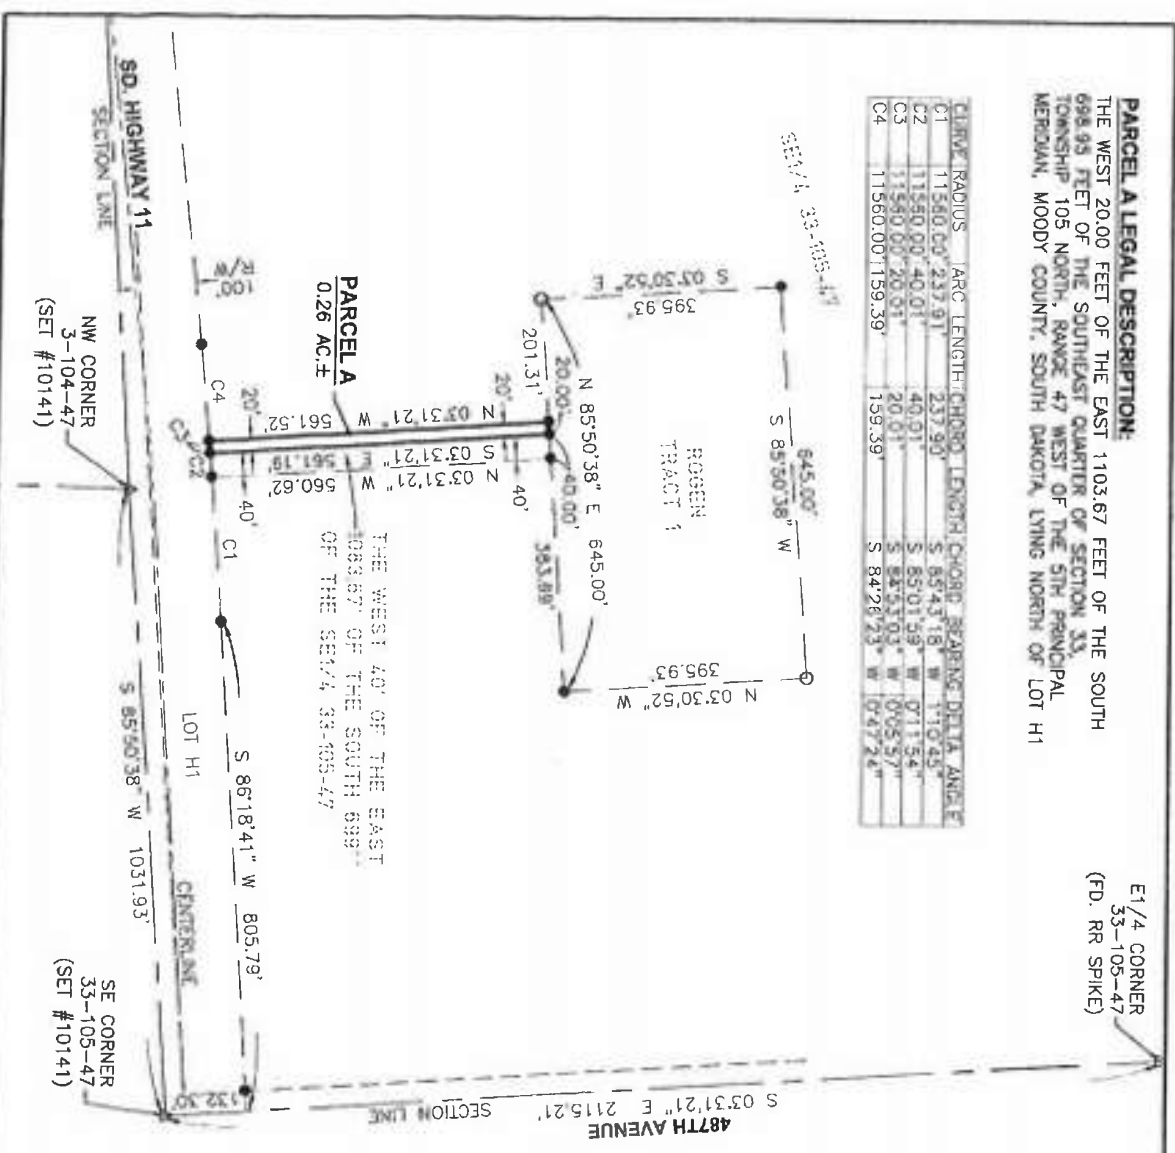 PARCEL A LEGAL DESCRIPTION:
THE WEST 20.00 FEET OF THE EAST 1103.67 FEET OF THE SOUTH
698.93 FEET OF THE SOUTHEAST QUARTER OF SECTION 33,
TOWNSHIP 105 NORTH, RANGE 47 WEST OF THE 5TH PRINCIPAL
MERIDIAN, MOODY COUNTY, SOUTH DAKOTA, LYING NORTH OF LOT H1
CURVE RADIUS ARC LENGTH CHORD LENGTH CHORD BEARING DELTA ANGLE
C1 11560.00' 237.91' 237.90' S 85°43'18" W 1°10'45"
C2 11560.00' 40.01' 40.01' S 85°01'59" W 0°11'54"
C3 11560.00' 20.01' 20.01' S 84°53'03" W 0°05'57"
C4 11560.00' 159.39' 159.39' S 84°26'23" W 0°47'24"
E1/4 CORNER
33-105-47
(FD. RR SPIKE)
SE1/4 33-105-47
645.00'
S 85°50'38" W
S 03°30'52" E
395.93'
ROGEN
TRACT 1
N 03°30'52" W
395.93'
N 85°50'38" E 645.00'
201.31'
20.00'
40.00'
383.69'
20'
40'
PARCEL A
0.26 AC.±
N 03°31'21" W
561.52'
S 03°31'21" E
561.19'
N 03°31'21" W
560.62'
THE WEST 40' OF THE EAST
1083.67' OF THE SOUTH 699'
OF THE SE1/4 33-105-47
100'
R/W
20'
40'
C4
C3
C2
C1
S 86°18'41" W 805.79'
LOT H1
SD. HIGHWAY 11
SECTION LINE
CENTERLINE
S 85°50'38" W 1031.93'
132.30'
S 03°31'21" E 2115.21'
SECTION LINE
487TH AVENUE
NW CORNER
3-104-47
(SET #10141)
SE CORNER
33-105-47
(SET #10141)